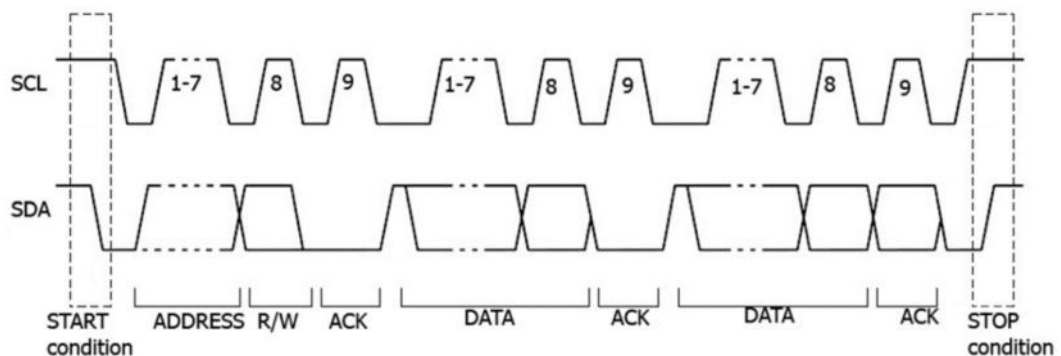 SCL 1-7 8 9 1-7 8 9 1-7 8 9
SDA
START condition
ADDRESS R/W ACK DATA ACK DATA ACK
STOP condition